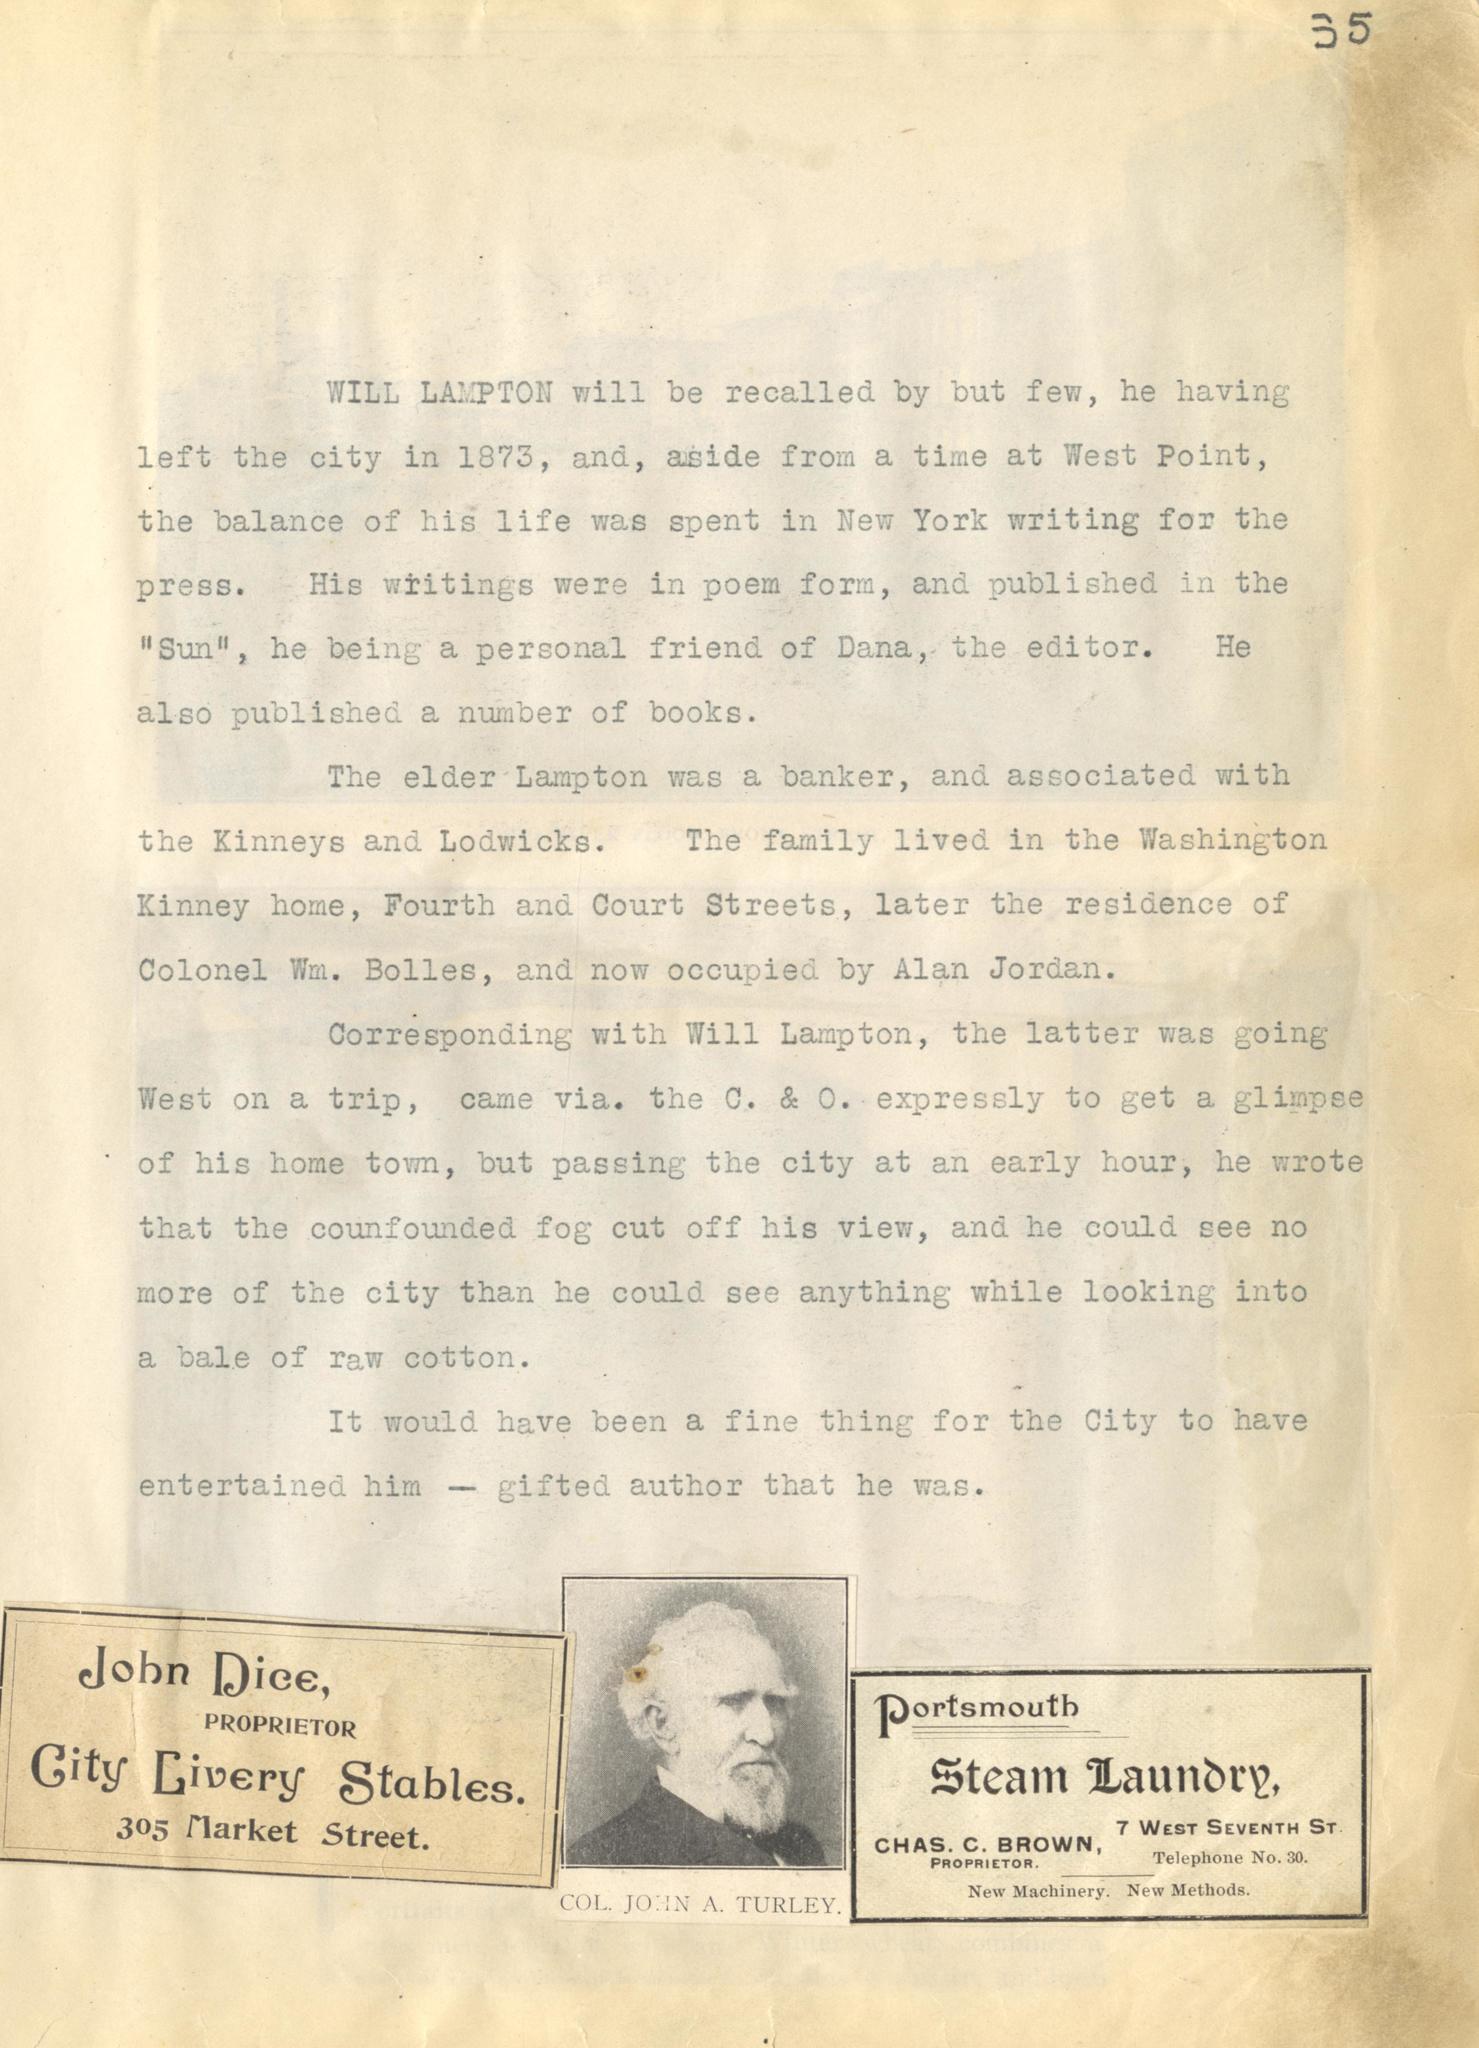 35
WILL LAMPTON will be recalled by but few, he having
left the city in 1873, and, aside from a time at West Point,
the balance of his life was spent in New York writing for the
press. His writings were in poem form, and published in the
"Sun", he being a personal friend of Dana, the editor. He
also published a number of books.
The elder Lampton was a banker, and associated with
the Kinneys and Lodwicks. The family lived in the Washington
Kinney home, Fourth and Court Streets, later the residence of
Colonel Wm. Bolles, and now occupied by Alan Jordan.
Corresponding with Will Lampton, the latter was going
West on a trip, came via. the C. & O. expressly to get a glimpse
of his home town, but passing the city at an early hour, he wrote
that the counfounded fog cut off his view, and he could see no
more of the city than he could see anything while looking into
a bale of raw cotton.
It would have been a fine thing for the City to have
entertained him — gifted author that he was.
John Dice,
PROPRIETOR
City Livery Stables.
305 Market Street.
COL. JOHN A. TURLEY.
Portsmouth
Steam Laundry,
7 WEST SEVENTH ST.
CHAS. C. BROWN,
PROPRIETOR.
Telephone No. 30.
New Machinery. New Methods.